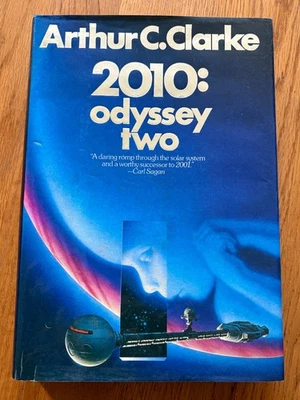 Arthur C. Clarke
2010:
odyssey
two
"A daring romp through the solar system
and a worthy successor to 2001."
—Carl Sagan